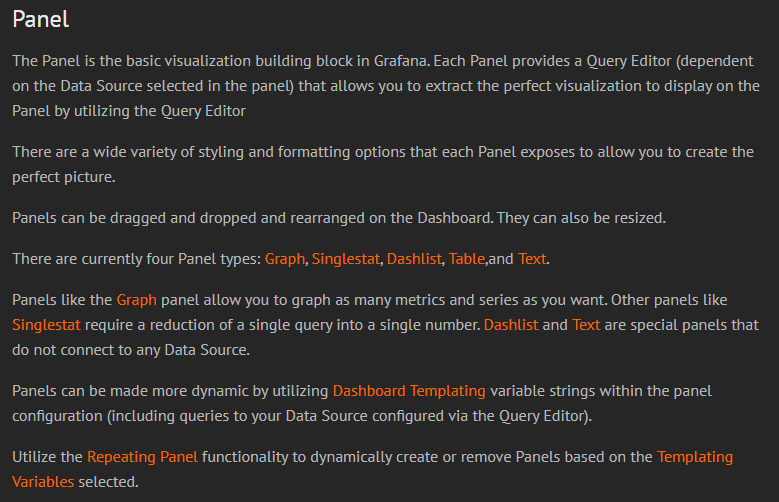 Panel
The Panel is the basic visualization building block in Grafana. Each Panel provides a Query Editor (dependent
on the Data Source selected in the panel) that allows you to extract the perfect visualization to display on the
Panel by utilizing the Query Editor
There are a wide variety of styling and formatting options that each Panel exposes to allow you to create the
perfect picture.
Panels can be dragged and dropped and rearranged on the Dashboard. They can also be resized.
There are currently four Panel types: Graph, Singlestat, Dashlist, Table,and Text.
Panels like the Graph panel allow you to graph as many metrics and series as you want. Other panels like
Singlestat require a reduction of a single query into a single number. Dashlist and Text are special panels that
do not connect to any Data Source.
Panels can be made more dynamic by utilizing Dashboard Templating variable strings within the panel
configuration (including queries to your Data Source configured via the Query Editor).
Utilize the Repeating Panel functionality to dynamically create or remove Panels based on the Templating
Variables selected.